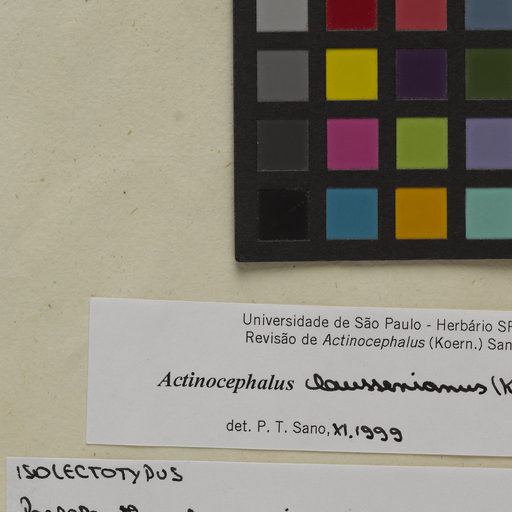 Universidade de São Paulo - Herbário SP
Revisão de Actinocephalus (Koern.) San
Actinocephalus claussenianus (K
det. P. T. Sano, XI.1999
ISOLECTOTYPUS